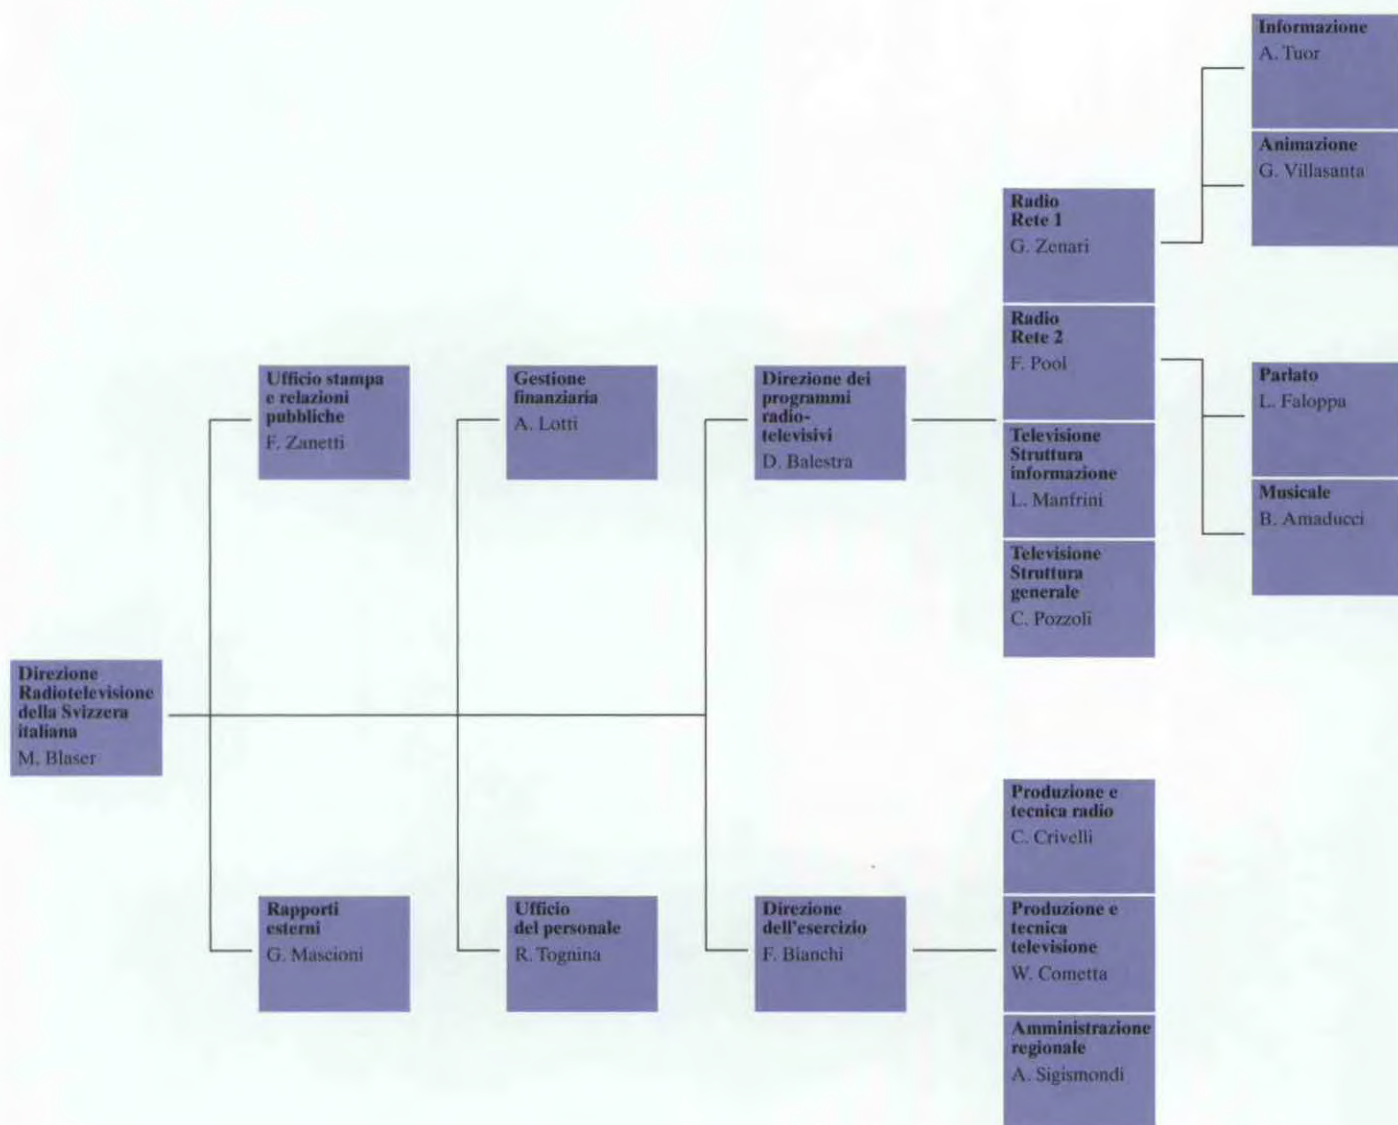 Direzione
Radiotelevisione
della Svizzera
italiana
M. Blaser
Ufficio stampa
e relazioni
pubbliche
F. Zanetti
Rapporti
esterni
G. Mascioni
Gestione
finanziaria
A. Lotti
Ufficio
del personale
R. Tognina
Direzione dei
programmi
radio-
televisivi
D. Balestra
Direzione
dell'esercizio
F. Bianchi
Radio
Rete 1
G. Zenari
Radio
Rete 2
F. Pool
Televisione
Struttura
informazione
L. Manfrini
Televisione
Struttura
generale
C. Pozzoli
Produzione e
tecnica radio
C. Crivelli
Produzione e
tecnica
televisione
W. Cometta
Amministrazione
regionale
A. Sigismondi
Informazione
A. Tuor
Animazione
G. Villasanta
Parlato
L. Faloppa
Musicale
B. Amaducci